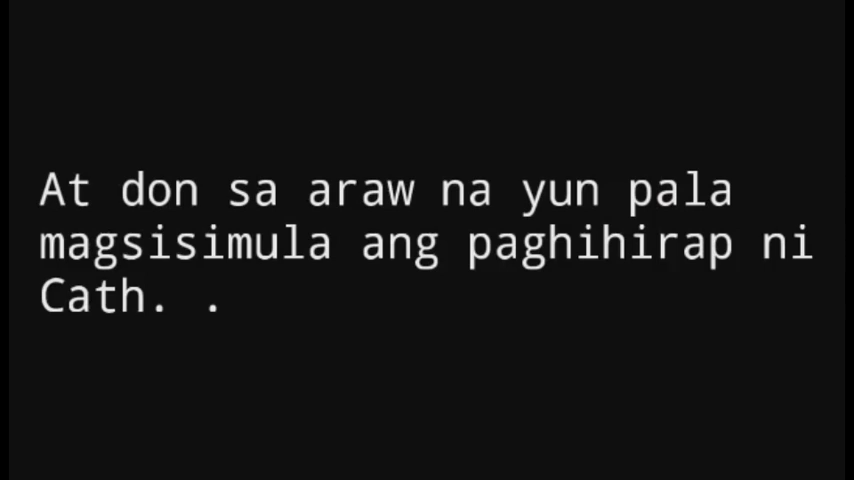 At don sa araw na yun pala
magsisimula ang paghihirap ni
Cath. .